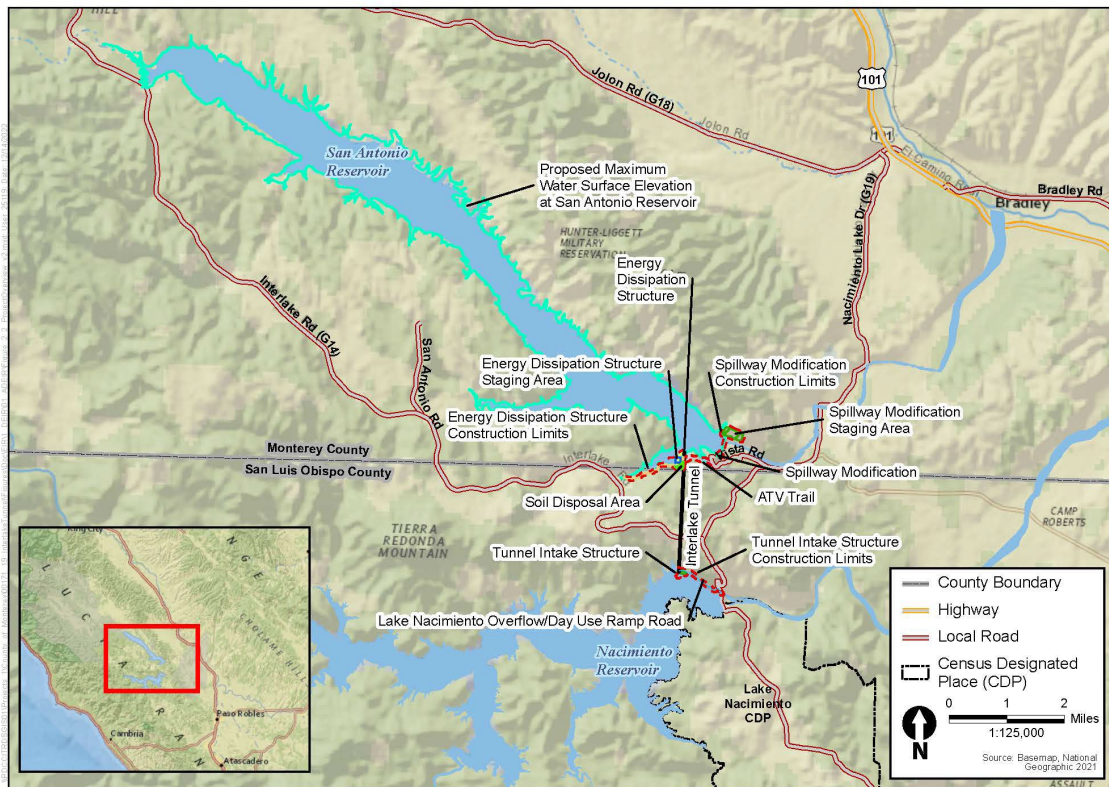 HILL
Jolon Rd (G18)
Jolon Rd
101
101
El Camino Real
Bradley Rd
Bradley
San Antonio
Reservoir
Proposed Maximum
Water Surface Elevation
at San Antonio Reservoir
HUNTER-LIGGETT
MILITARY
RESERVATION
Energy
Dissipation
Structure
Nacimiento Lake Dr (G19)
Interlake Rd (G14)
San Antonio Rd
Energy Dissipation Structure
Staging Area
Spillway Modification
Construction Limits
Energy Dissipation Structure
Construction Limits
Spillway Modification
Staging Area
Monterey County
San Luis Obispo County
Interlake
Vista Rd
Spillway Modification
Soil Disposal Area
ATV Trail
Interlake Tunnel
CAMP
ROBERTS
TIERRA
REDONDA
MOUNTAIN
Tunnel Intake Structure
Tunnel Intake Structure
Construction Limits
Lake Nacimiento Overflow/Day Use Ramp Road
Nacimiento
Reservoir
Lake
Nacimiento
CDP
King City
Paso Robles
Cambria
Atascadero
County Boundary
Highway
Local Road
Census Designated
Place (CDP)
0 1 2
Miles
1:125,000
N
Source: Basemap, National
Geographic 2021
ASSAULT